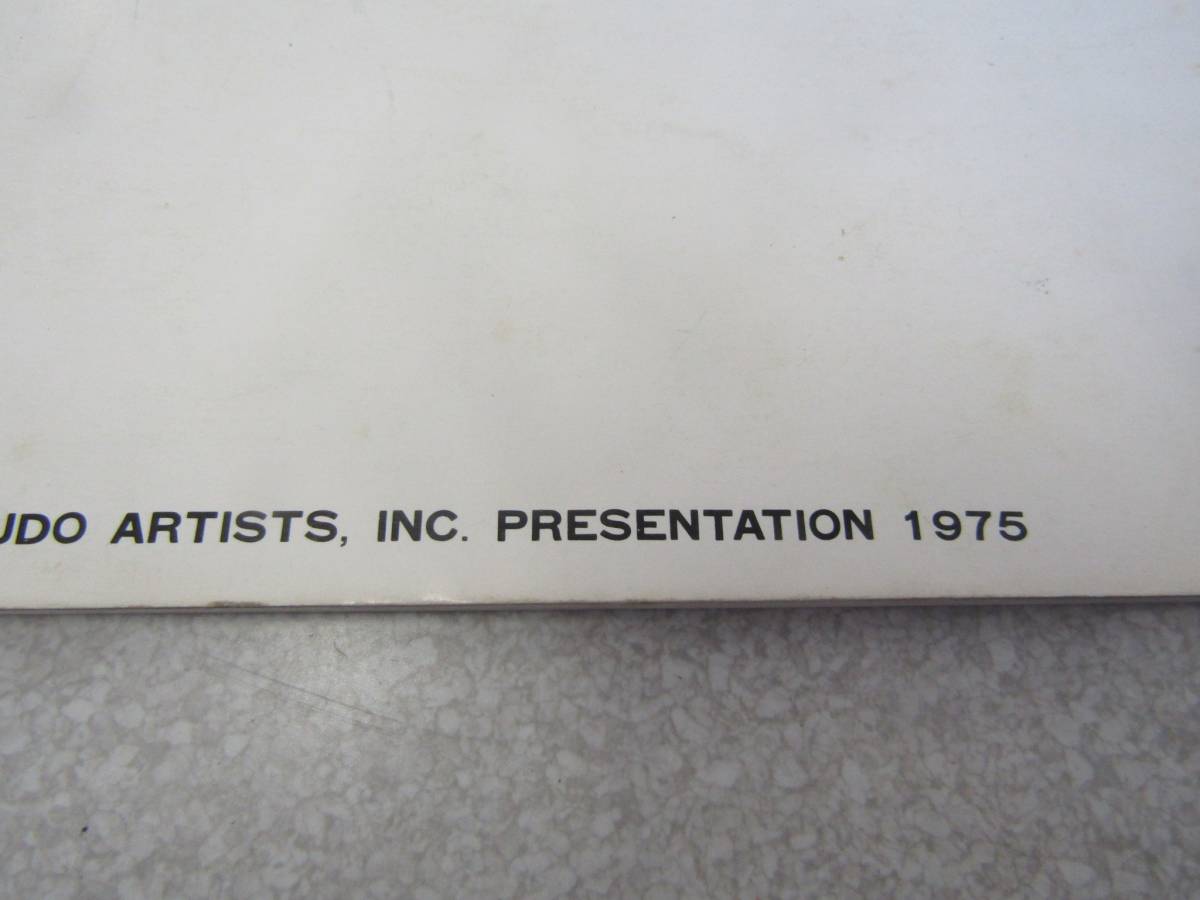 UDO ARTISTS, INC. PRESENTATION 1975